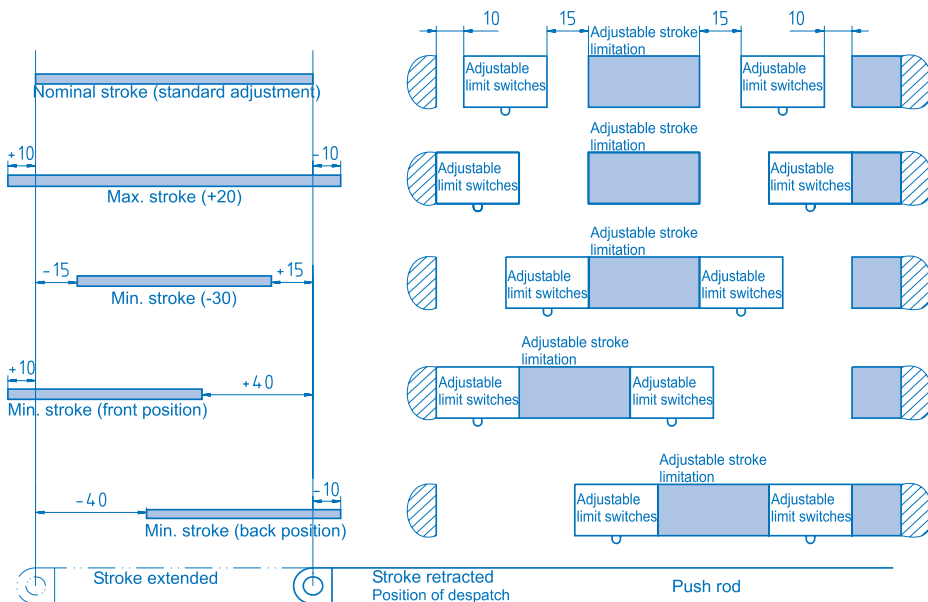 10
15
Adjustable stroke
limitation
15
10
Adjustable
limit switches
Adjustable
limit switches
Nominal stroke (standard adjustment)
+10
-10
Max. stroke (+20)
Adjustable stroke
limitation
Adjustable
limit switches
Adjustable
limit switches
-15
+15
Min. stroke (-30)
Adjustable stroke
limitation
Adjustable
limit switches
Adjustable
limit switches
+10
+40
Min. stroke (front position)
Adjustable stroke
limitation
Adjustable
limit switches
Adjustable
limit switches
-40
-10
Min. stroke (back position)
Adjustable stroke
limitation
Adjustable
limit switches
Adjustable
limit switches
Stroke extended
Stroke retracted
Position of despatch
Push rod